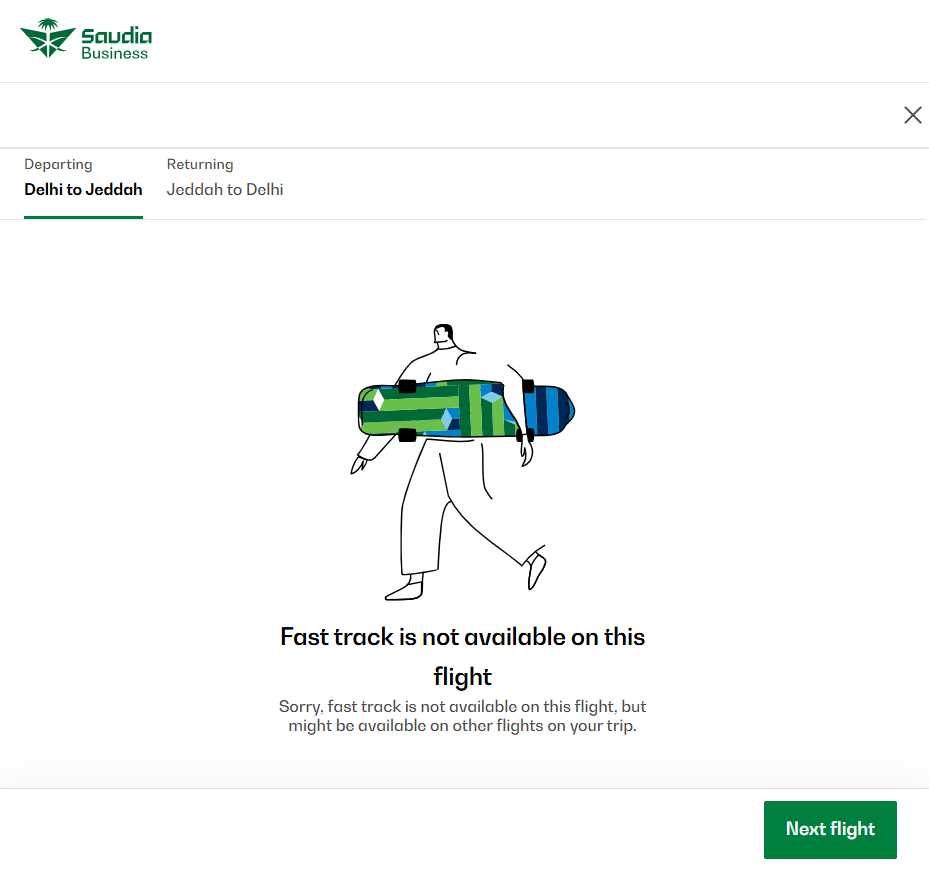 Saudia
Business
Departing
Delhi to Jeddah
Returning
Jeddah to Delhi
Fast track is not available on this
flight
Sorry, fast track is not available on this flight, but
might be available on other flights on your trip.
Next flight